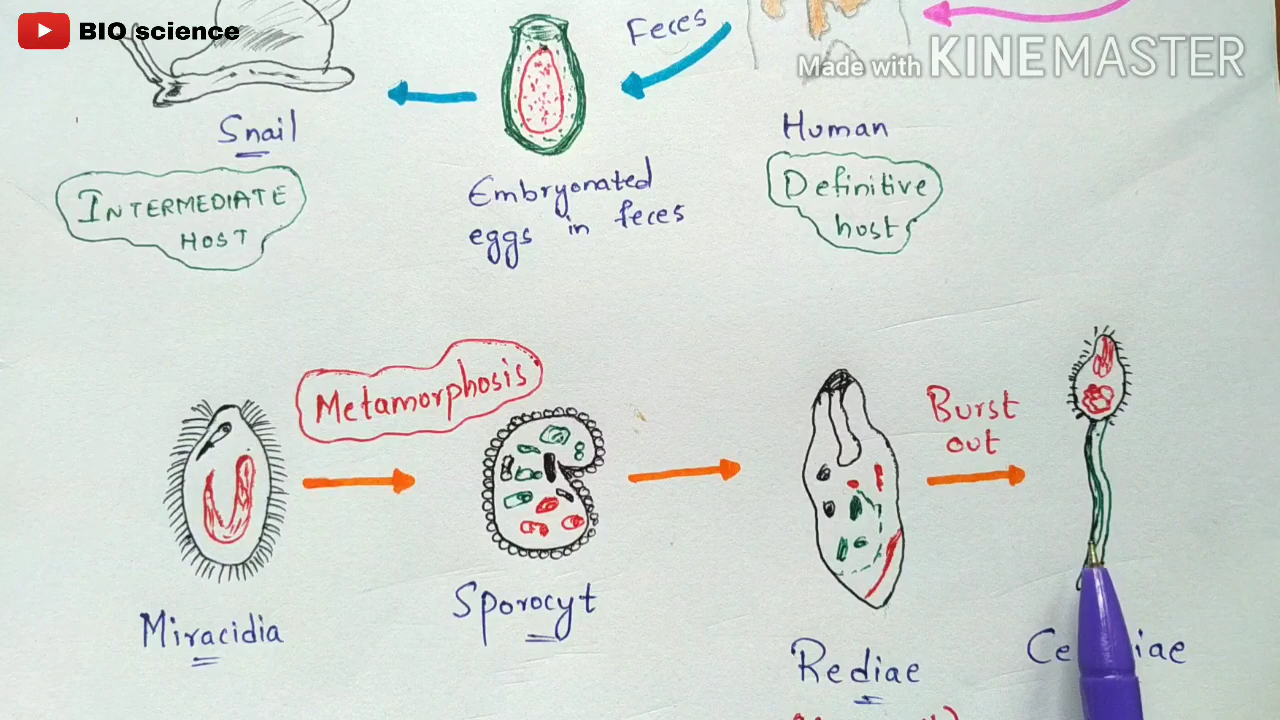 BIO science
Made with KINEMASTER
Feces
Snail
Human
INTERMEDIATE
HOST
Embryonated
eggs in feces
Definitive
host
Metamorphosis
Burst
out
Miracidia
Sporocyt
Rediae